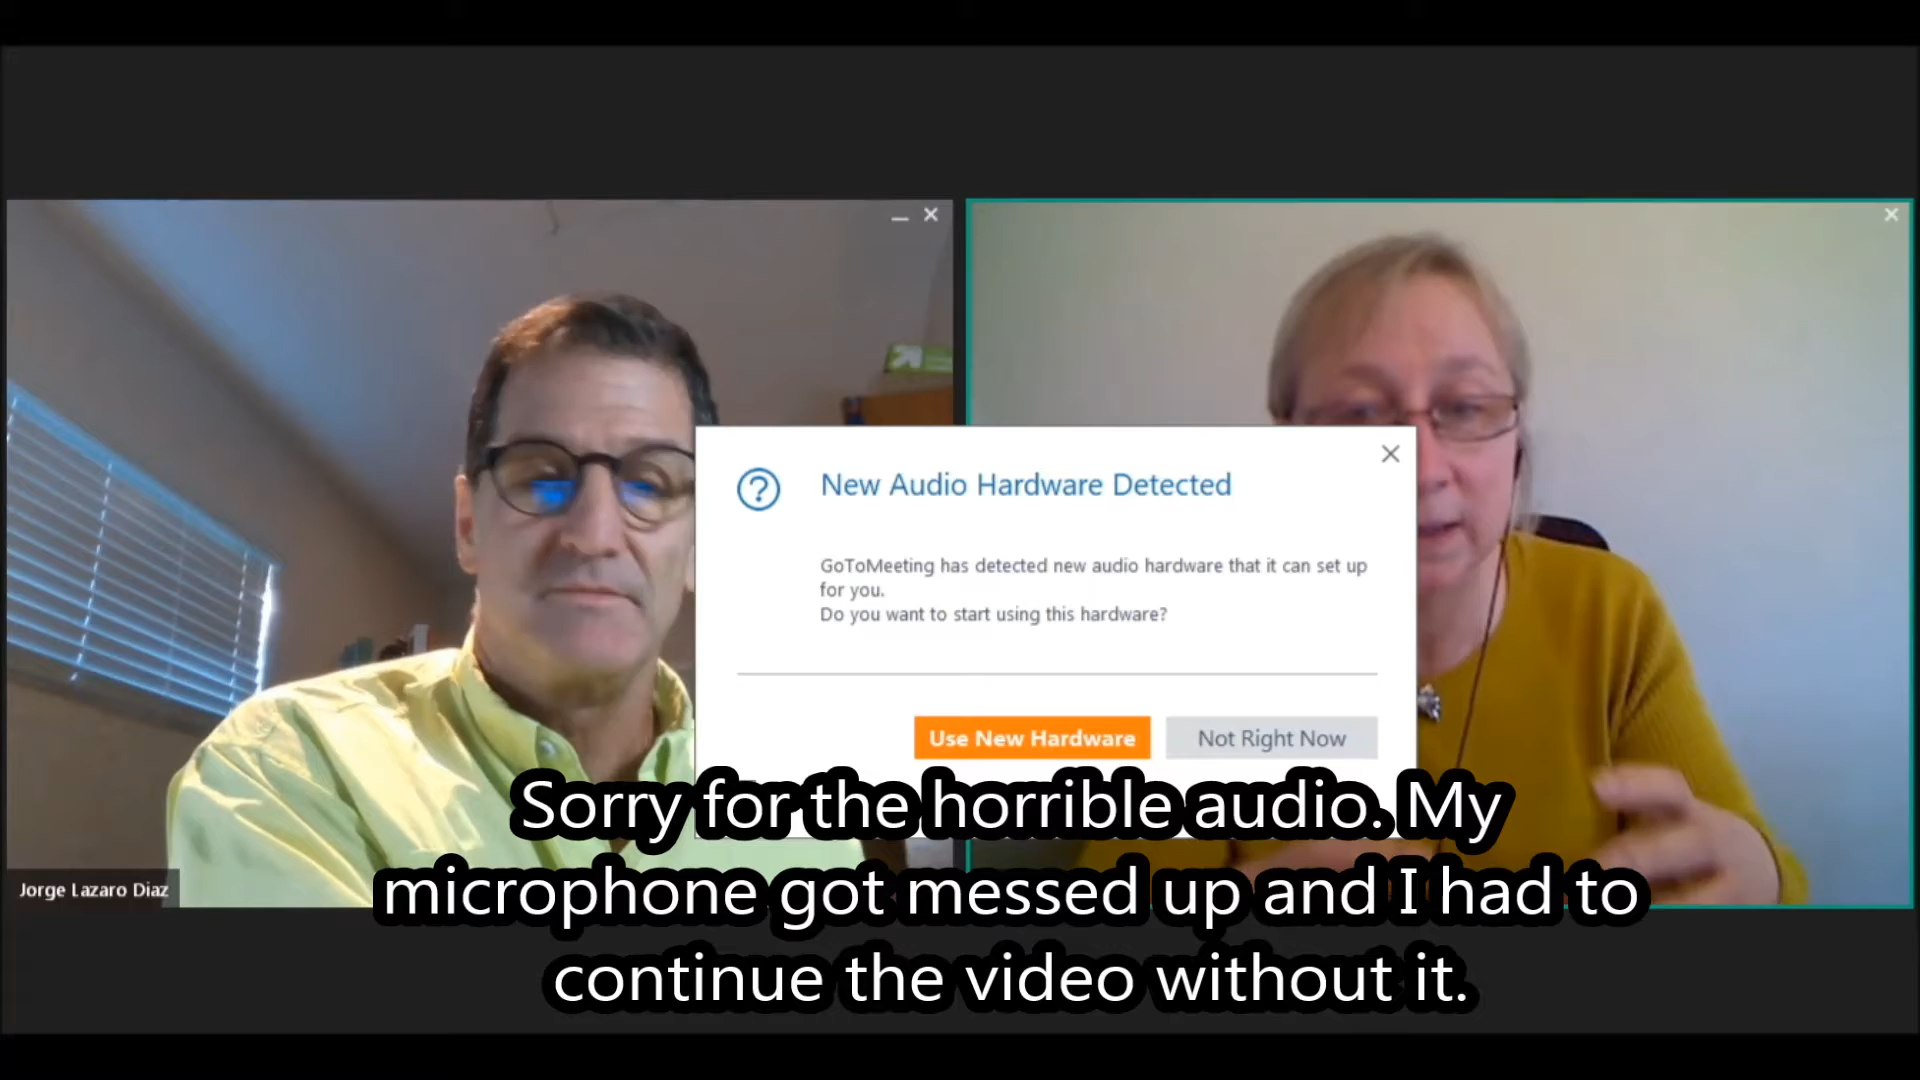 New Audio Hardware Detected
GoToMeeting has detected new audio hardware that it can set up
for you.
Do you want to start using this hardware?
Use New Hardware
Not Right Now
Jorge Lazaro Diaz
Sorry for the horrible audio. My
microphone got messed up and I had to
continue the video without it.